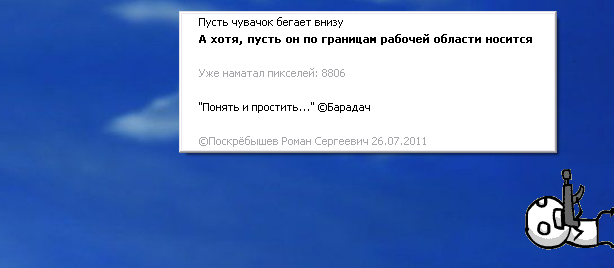 Пусть чувачок бегает внизу
А хотя, пусть он по границам рабочей области носится
Уже наматал пикселей: 8806
"Понять и простить..." ©Барадач
©Поскрёбышев Роман Сергеевич 26.07.2011